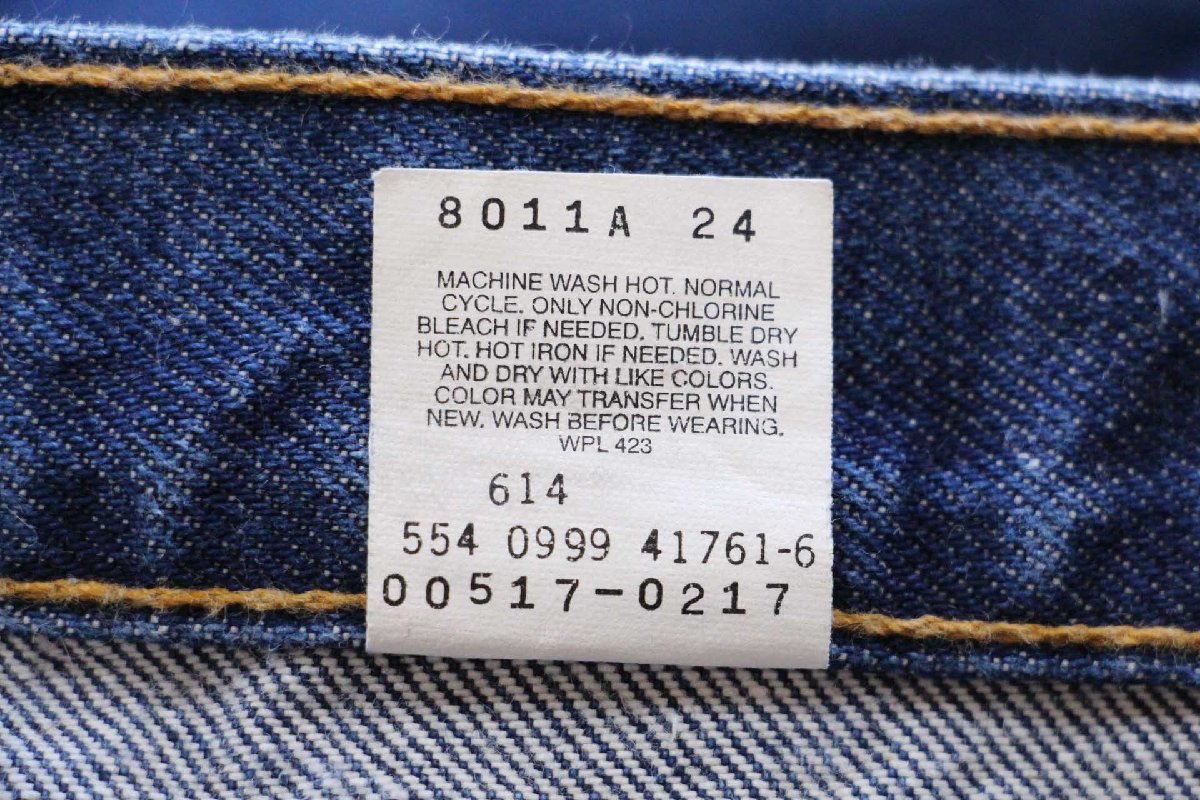 8011A 24
MACHINE WASH HOT. NORMAL
CYCLE. ONLY NON-CHLORINE
BLEACH IF NEEDED. TUMBLE DRY
HOT. HOT IRON IF NEEDED. WASH
AND DRY WITH LIKE COLORS.
COLOR MAY TRANSFER WHEN
NEW. WASH BEFORE WEARING.
WPL 423
614
554 0999 41761-6
00517-0217